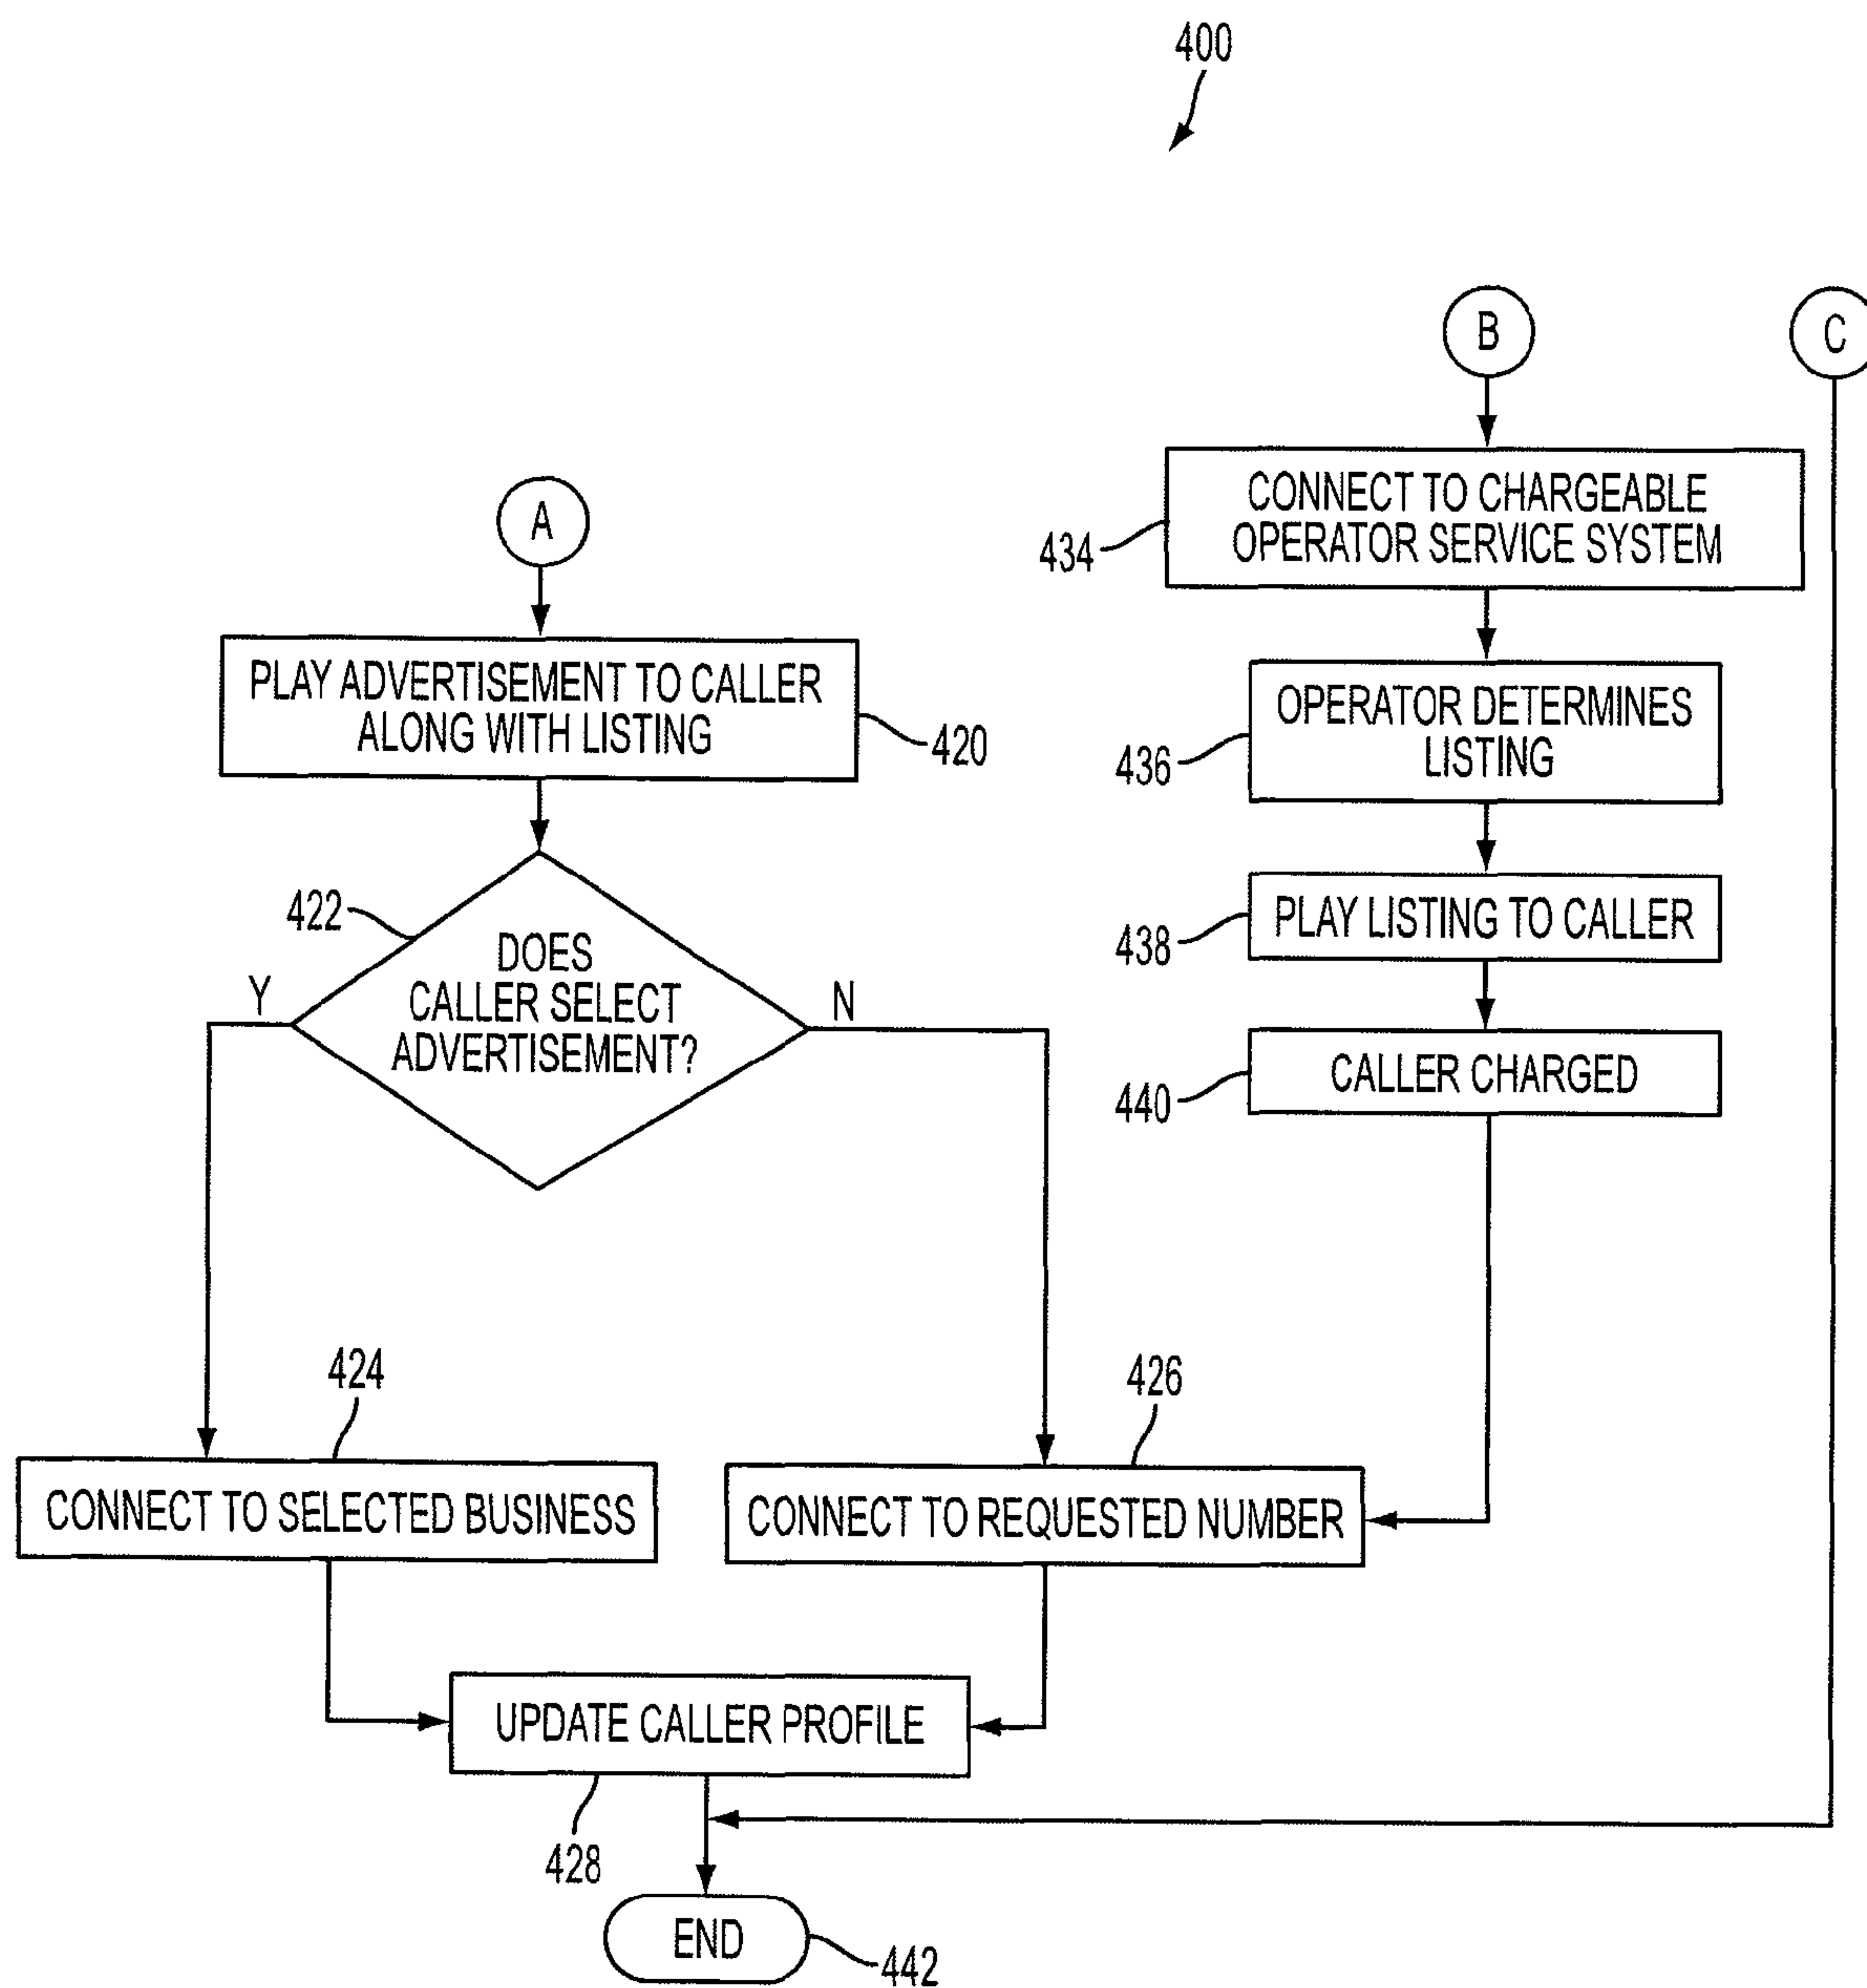 400
B
C
CONNECT TO CHARGEABLE
OPERATOR SERVICE SYSTEM
434
A
PLAY ADVERTISEMENT TO CALLER
ALONG WITH LISTING
420
OPERATOR DETERMINES
LISTING
436
422
DOES
CALLER SELECT
ADVERTISEMENT?
Y
N
PLAY LISTING TO CALLER
438
CALLER CHARGED
440
424
426
CONNECT TO SELECTED BUSINESS
CONNECT TO REQUESTED NUMBER
UPDATE CALLER PROFILE
428
END
442